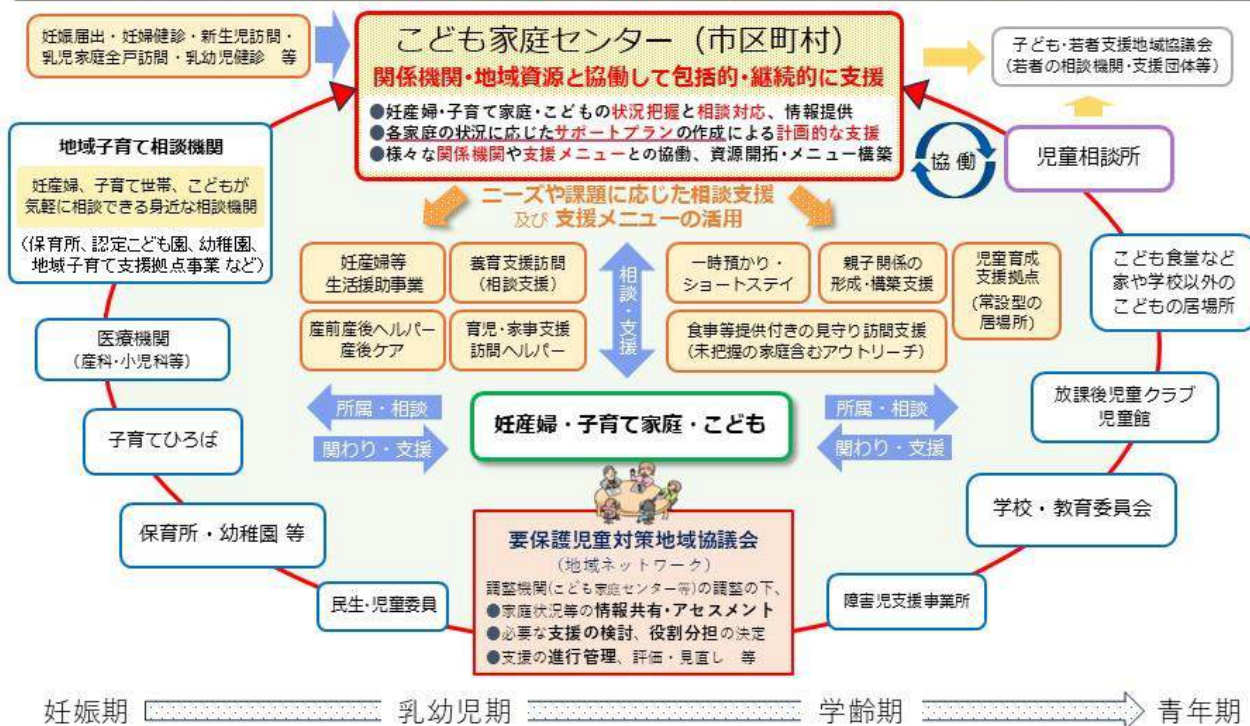 妊娠届出・妊婦健診・新生児訪問・
乳児家庭全戸訪問・乳幼児健診 等
こども家庭センター（市区町村）
関係機関・地域資源と協働して包括的・継続的に支援
●妊産婦・子育て家庭・こどもの状況把握と相談対応、情報提供
●各家庭の状況に応じたサポートプランの作成による計画的な支援
●様々な関係機関や支援メニューとの協働、資源開拓・メニュー構築
子ども・若者支援地域協議会
（若者の相談機関・支援団体等）
協働
児童相談所
地域子育て相談機関
妊産婦、子育て世帯、こどもが
気軽に相談できる身近な相談機関
（保育所、認定こども園、幼稚園、
地域子育て支援拠点事業 など）
ニーズや課題に応じた相談支援
及び 支援メニューの活用
妊産婦等
生活援助事業
養育支援訪問
（相談支援）
産前産後ヘルパー
産後ケア
育児・家事支援
訪問ヘルパー
相談・支援
一時預かり・
ショートステイ
親子関係の
形成・構築支援
児童育成
支援拠点
（常設型の
居場所）
食事等提供付きの見守り訪問支援
（未把握の家庭含むアウトリーチ）
こども食堂など
家や学校以外の
こどもの居場所
医療機関
（産科・小児科等）
所属・相談
関わり・支援
妊産婦・子育て家庭・こども
所属・相談
関わり・支援
放課後児童クラブ
児童館
子育てひろば
学校・教育委員会
保育所・幼稚園 等
要保護児童対策地域協議会
（地域ネットワーク）
調整機関（こども家庭センター等）の調整の下、
●家庭状況等の情報共有・アセスメント
●必要な支援の検討、役割分担の決定
●支援の進行管理、評価・見直し 等
民生・児童委員
障害児支援事業所
妊娠期
乳幼児期
学齢期
青年期